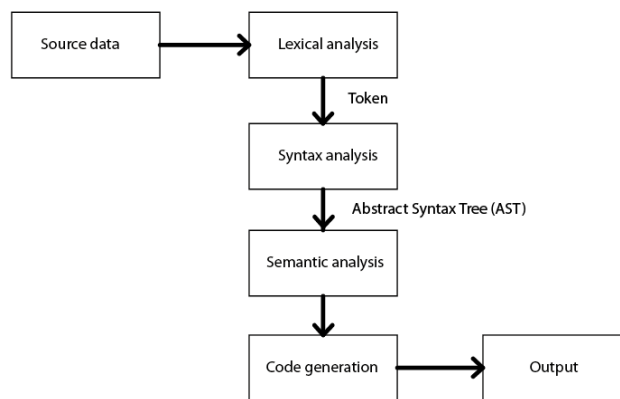 Source data
Lexical analysis
Token
Syntax analysis
Abstract Syntax Tree (AST)
Semantic analysis
Code generation
Output